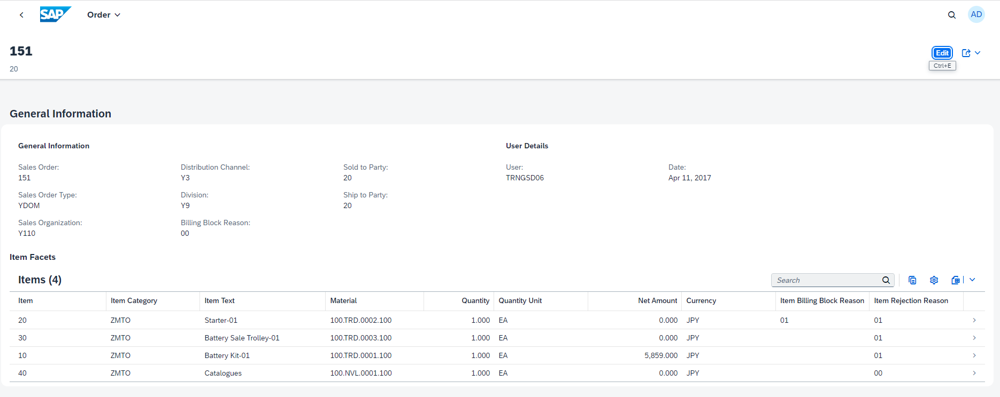 SAP Order AD
151 Edit
20 Ctrl+E
General Information
General Information User Details
Sales Order: Distribution Channel: Sold to Party: User: Date:
151 Y3 20 TRNGSD06 Apr 11, 2017
Sales Order Type: Division: Ship to Party:
YDOM Y9 20
Sales Organization: Billing Block Reason:
Y110 00
Item Facets
Items (4) Search
Item Item Category Item Text Material Quantity Quantity Unit Net Amount Currency Item Billing Block Reason Item Rejection Reason
20 ZMTO Starter-01 100.TRD.0002.100 1.000 EA 0.000 JPY 01 01
30 ZMTO Battery Sale Trolley-01 100.TRD.0003.100 1.000 EA 0.000 JPY 01
10 ZMTO Battery Kit-01 100.TRD.0001.100 1.000 EA 5,859.000 JPY 01
40 ZMTO Catalogues 100.NVL.0001.100 1.000 EA 0.000 JPY 00